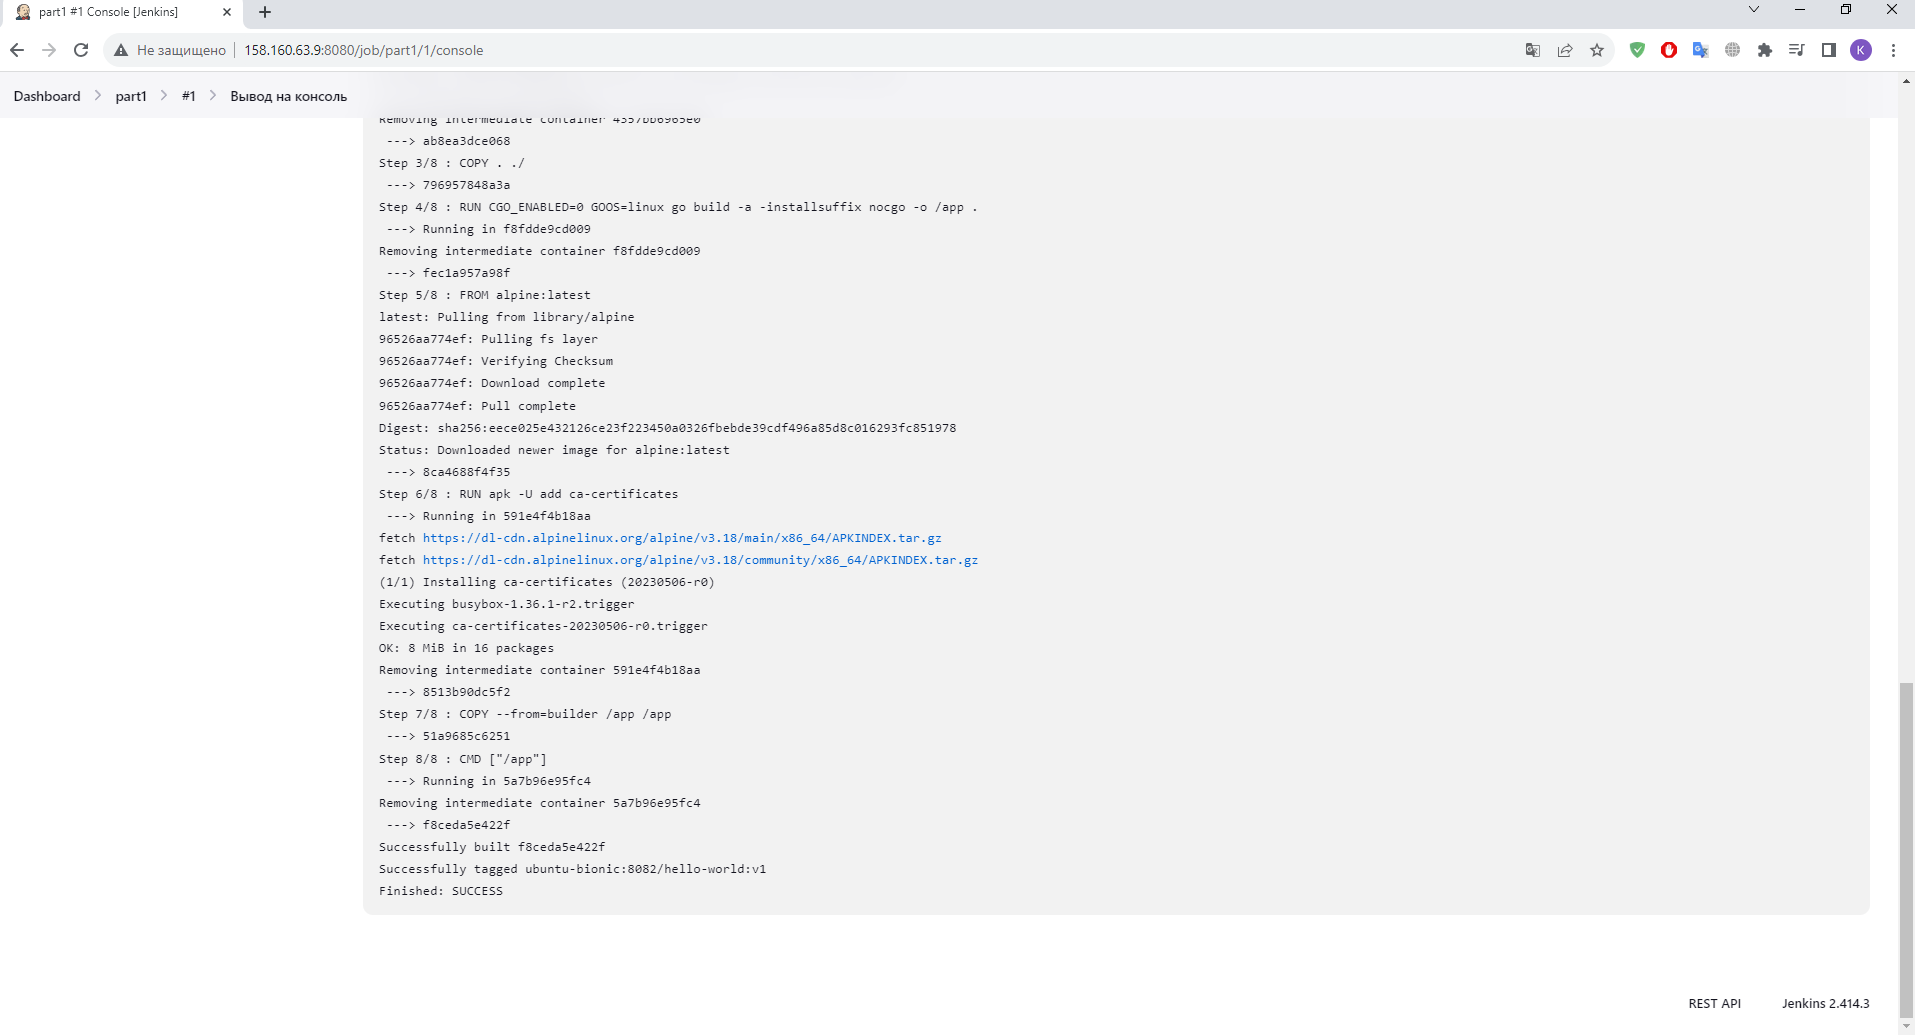 part1 #1 Console [Jenkins]
Не защищено
158.160.63.9:8080/job/part1/1/console
K
Dashboard
part1
#1
Вывод на консоль
Removing intermediate container 4357bb6965e0
---> ab8ea3dce068
Step 3/8 : COPY . ./
---> 796957848a3a
Step 4/8 : RUN CGO_ENABLED=0 GOOS=linux go build -a -installsuffix nocgo -o /app .
---> Running in f8fdde9cd009
Removing intermediate container f8fdde9cd009
---> fec1a957a98f
Step 5/8 : FROM alpine:latest
latest: Pulling from library/alpine
96526aa774ef: Pulling fs layer
96526aa774ef: Verifying Checksum
96526aa774ef: Download complete
96526aa774ef: Pull complete
Digest: sha256:eece025e432126ce23f223450a0326fbebde39cdf496a85d8c016293fc851978
Status: Downloaded newer image for alpine:latest
---> 8ca4688f4f35
Step 6/8 : RUN apk -U add ca-certificates
---> Running in 591e4f4b18aa
fetch https://dl-cdn.alpinelinux.org/alpine/v3.18/main/x86_64/APKINDEX.tar.gz
fetch https://dl-cdn.alpinelinux.org/alpine/v3.18/community/x86_64/APKINDEX.tar.gz
(1/1) Installing ca-certificates (20230506-r0)
Executing busybox-1.36.1-r2.trigger
Executing ca-certificates-20230506-r0.trigger
OK: 8 MiB in 16 packages
Removing intermediate container 591e4f4b18aa
---> 8513b90dc5f2
Step 7/8 : COPY --from=builder /app /app
---> 51a9685c6251
Step 8/8 : CMD ["/app"]
---> Running in 5a7b96e95fc4
Removing intermediate container 5a7b96e95fc4
---> f8ceda5e422f
Successfully built f8ceda5e422f
Successfully tagged ubuntu-bionic:8082/hello-world:v1
Finished: SUCCESS
REST API
Jenkins 2.414.3